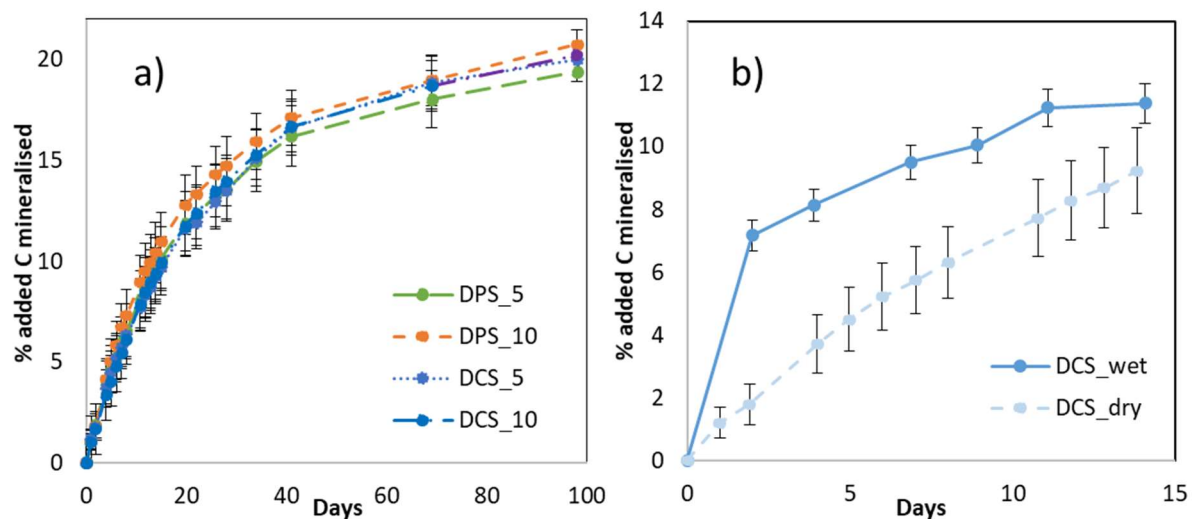 a)
% added C mineralised
20
15
10
5
0
0 20 40 60 80 100
Days
DPS_5
DPS_10
DCS_5
DCS_10
b)
% added C mineralised
14
12
10
8
6
4
2
0
0 5 10 15
Days
DCS_wet
DCS_dry